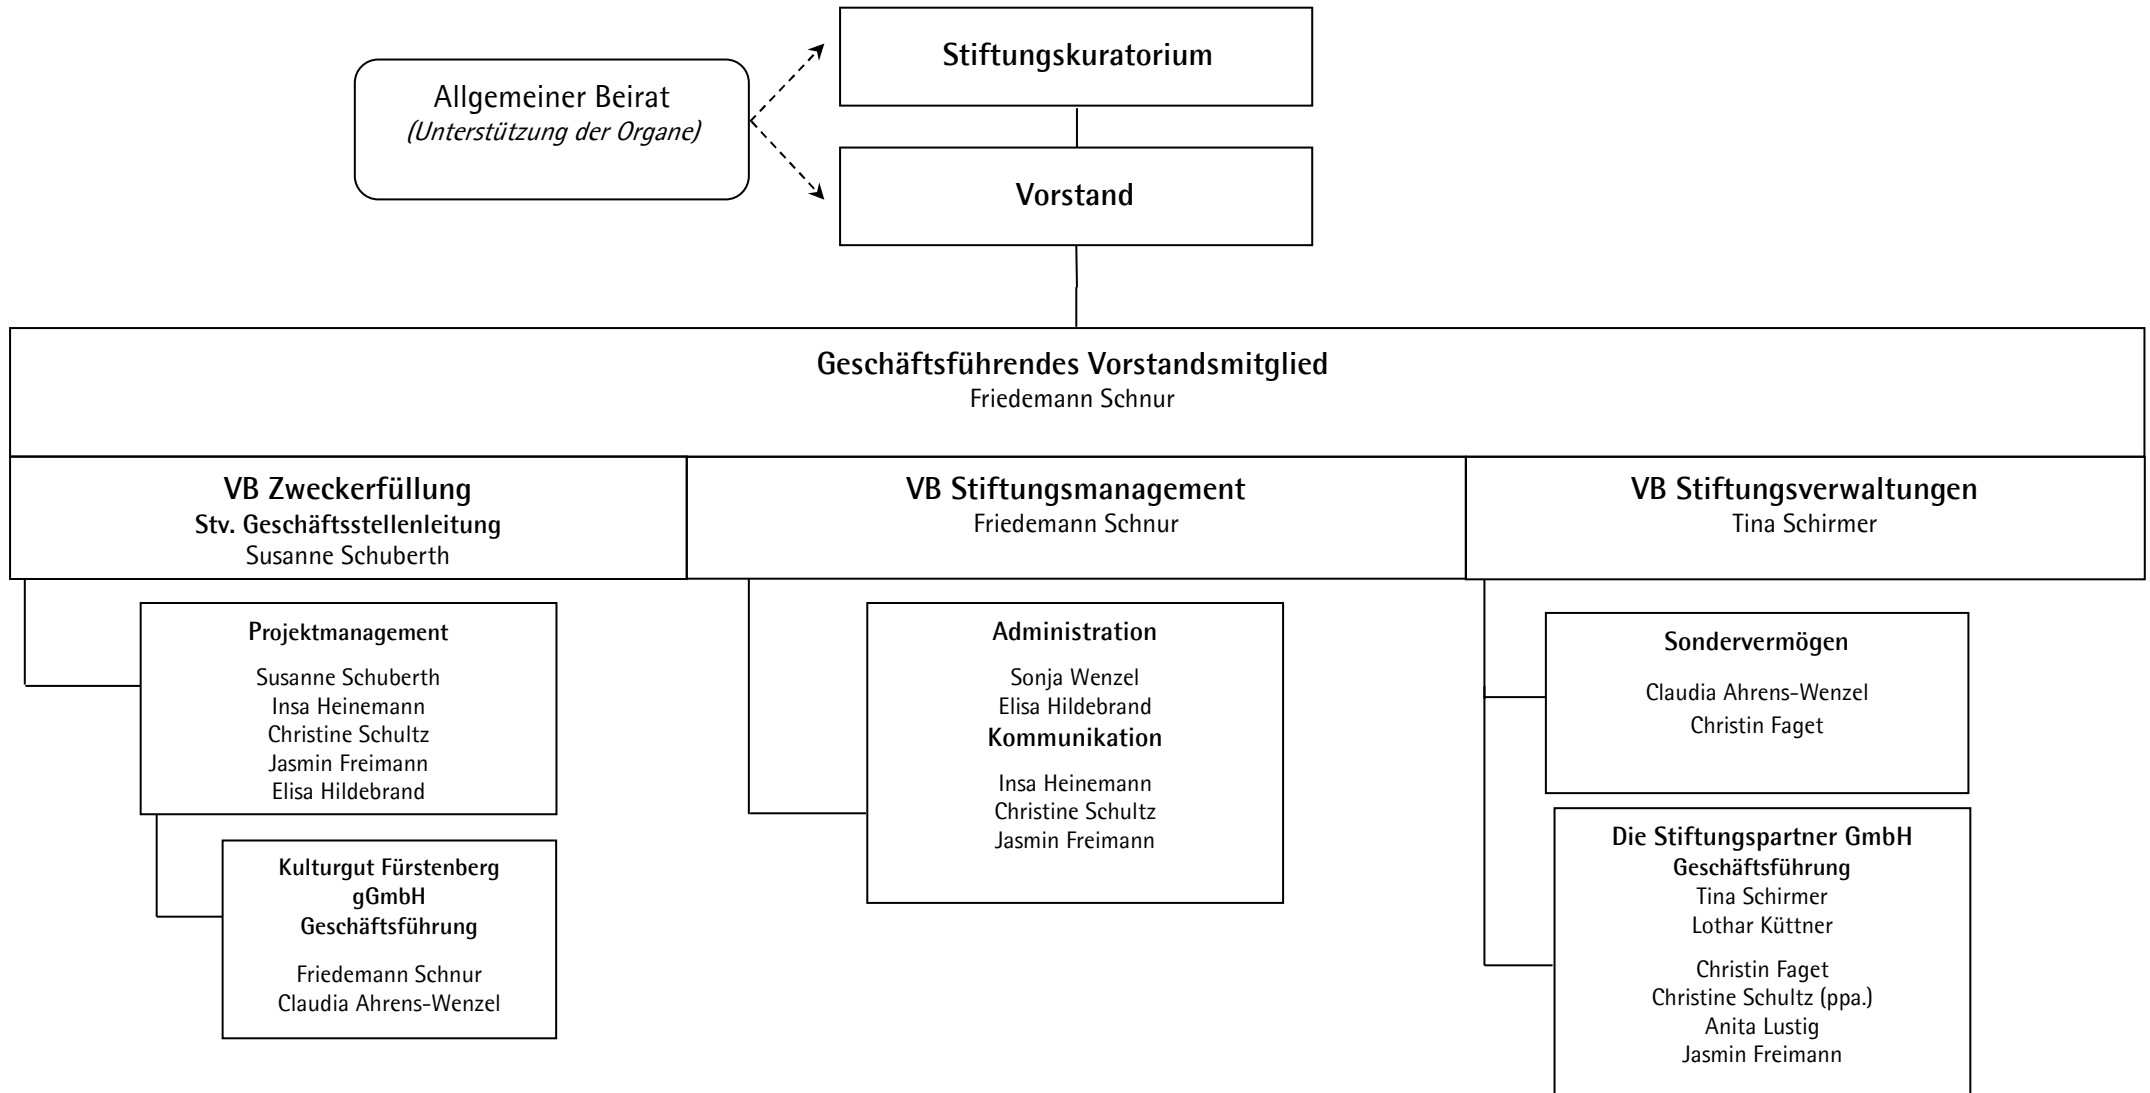 Stiftungskuratorium
Allgemeiner Beirat
(Unterstützung der Organe)
Vorstand
Geschäftsführendes Vorstandsmitglied
Friedemann Schnur
VB Zweckerfüllung
Stv. Geschäftsstellenleitung
Susanne Schuberth
VB Stiftungsmanagement
Friedemann Schnur
VB Stiftungsverwaltungen
Tina Schirmer
Projektmanagement
Susanne Schuberth
Insa Heinemann
Christine Schultz
Jasmin Freimann
Elisa Hildebrand
Kulturgut Fürstenberg
gGmbH
Geschäftsführung
Friedemann Schnur
Claudia Ahrens-Wenzel
Administration
Sonja Wenzel
Elisa Hildebrand
Kommunikation
Insa Heinemann
Christine Schultz
Jasmin Freimann
Sondervermögen
Claudia Ahrens-Wenzel
Christin Faget
Die Stiftungspartner GmbH
Geschäftsführung
Tina Schirmer
Lothar Küttner
Christin Faget
Christine Schultz (ppa.)
Anita Lustig
Jasmin Freimann